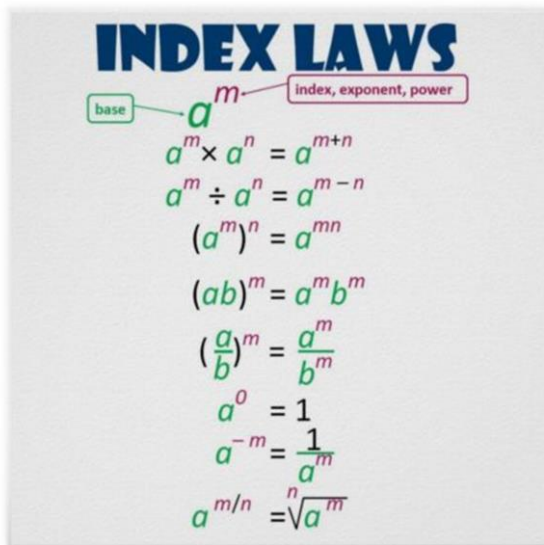 INDEX LAWS
base
index, exponent, power
a^m
a^m × a^n = a^{m+n}
a^m ÷ a^n = a^{m – n}
(a^m)^n = a^{mn}
(ab)^m = a^m b^m
(a/b)^m = a^m/b^m
a^0 = 1
a^{– m} = 1/a^m
a^{m/n} = ⁿ√(a^m)